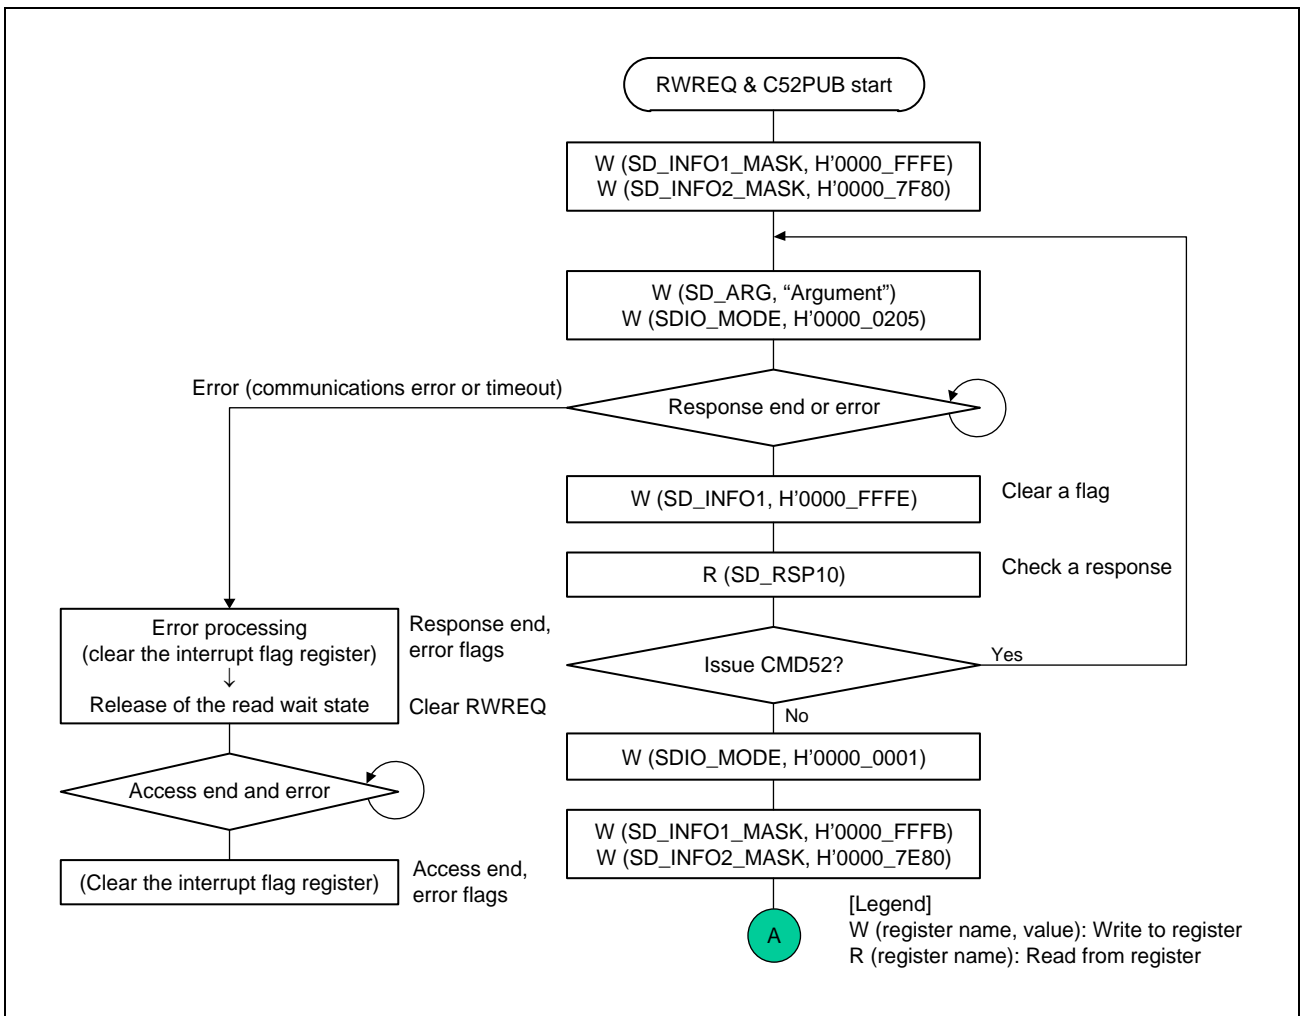 RWREQ & C52PUB start
W (SD_INFO1_MASK, H'0000_FFFE)
W (SD_INFO2_MASK, H'0000_7F80)
W (SD_ARG, “Argument”)
W (SDIO_MODE, H'0000_0205)
Error (communications error or timeout)
Response end or error
W (SD_INFO1, H'0000_FFFE)
Clear a flag
R (SD_RSP10)
Check a response
Error processing
(clear the interrupt flag register)
↓
Release of the read wait state
Response end,
error flags
Clear RWREQ
Issue CMD52?
Yes
No
W (SDIO_MODE, H'0000_0001)
Access end and error
W (SD_INFO1_MASK, H'0000_FFFB)
W (SD_INFO2_MASK, H'0000_7E80)
(Clear the interrupt flag register)
Access end,
error flags
A
[Legend]
W (register name, value): Write to register
R (register name): Read from register